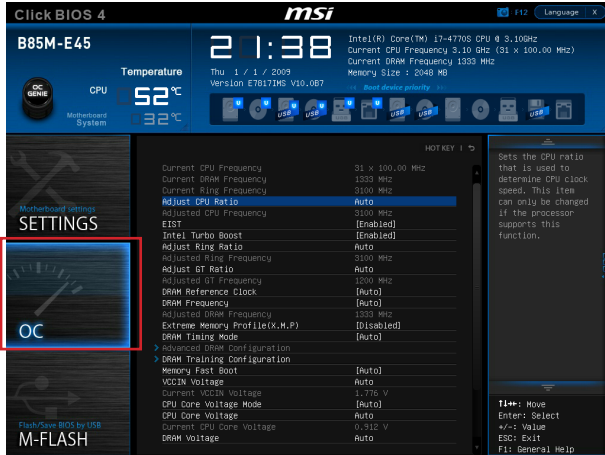 Click BIOS 4
msi
F12
Language
X
B85M-E45
21:38
Intel(R) Core(TM) i7-4770S CPU @ 3.10GHz
Current CPU Frequency 3.10 GHz (31 x 100.00 MHz)
Current DRAM Frequency 1333 MHz
Memory Size : 2048 MB
Temperature
Thu 1 / 1 / 2009
Version E7817IMS V10.0B7
Boot device priority
OC GENIE
CPU
52°C
Motherboard
System
32°C
U
U
USB
U
USB
U
U
U
USB
USB
U
USB
HOT KEY
Current CPU Frequency 31 x 100.00 MHz
Current DRAM Frequency 1333 MHz
Current Ring Frequency 3100 MHz
Adjust CPU Ratio Auto
Adjusted CPU Frequency 3100 MHz
EIST [Enabled]
Intel Turbo Boost [Enabled]
Adjust Ring Ratio Auto
Adjusted Ring Frequency 3100 MHz
Adjust GT Ratio Auto
Adjusted GT Frequency 1200 MHz
DRAM Reference Clock [Auto]
DRAM Frequency [Auto]
Adjusted DRAM Frequency 1333 MHz
Extreme Memory Profile(X.M.P) [Disabled]
DRAM Timing Mode [Auto]
> Advanced DRAM Configuration
> DRAM Training Configuration
Memory Fast Boot [Auto]
VCCIN Voltage Auto
Current VCCIN Voltage 1.776 V
CPU Core Voltage Mode [Auto]
CPU Core Voltage Auto
Current CPU Core Voltage 0.912 V
DRAM Voltage Auto
Motherboard settings
SETTINGS
OC
Flash/Save BIOS by USB
M-FLASH
Sets the CPU ratio
that is used to
determine CPU clock
speed. This item
can only be changed
if the processor
supports this
function.
↑↓→←: Move
Enter: Select
+/-: Value
ESC: Exit
F1: General Help